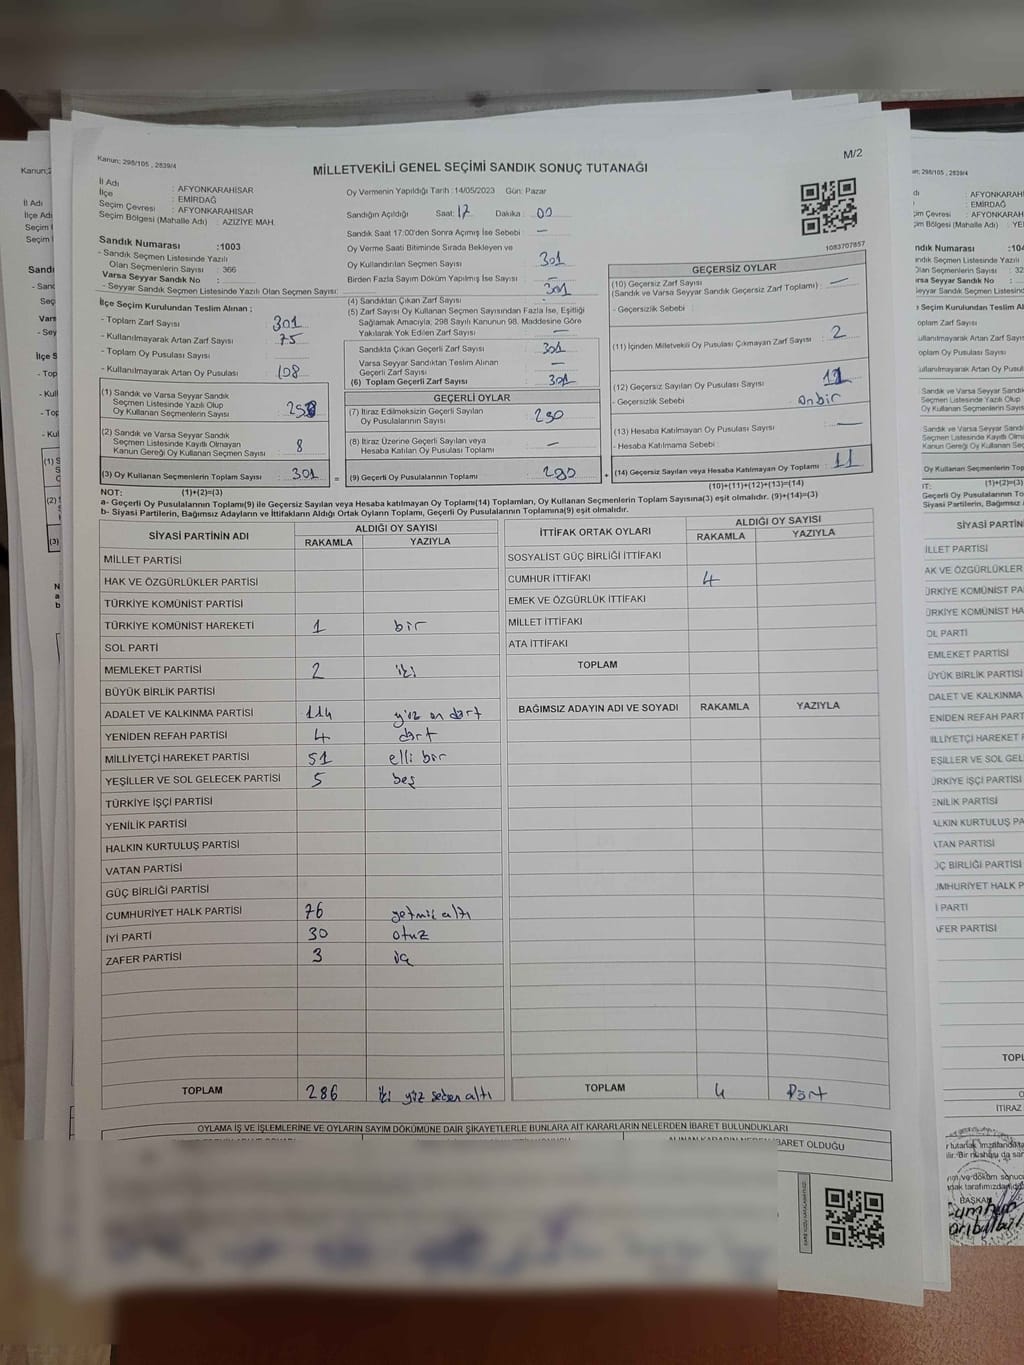 Kanun; 298/105 , 2839/4
M/2
MİLLETVEKİLİ GENEL SEÇİMİ SANDIK SONUÇ TUTANAĞI
İl Adı : AFYONKARAHİSAR
İlçe : EMİRDAĞ
Seçim Çevresi : AFYONKARAHİSAR
Seçim Bölgesi (Mahalle Adı) : AZİZİYE MAH.
Sandık Numarası :1003
- Sandık Seçmen Listesinde Yazılı
Olan Seçmenlerin Sayısı : 366
Varsa Seyyar Sandık No :
- Seyyar Sandık Seçmen Listesinde Yazılı Olan Seçmen Sayısı:
İlçe Seçim Kurulundan Teslim Alınan ;
- Toplam Zarf Sayısı : 301
- Kullanılmayarak Artan Zarf Sayısı : 75
- Toplam Oy Pusulası Sayısı :
- Kullanılmayarak Artan Oy Pusulası : 108
(1) Sandık ve Varsa Seyyar Sandık
Seçmen Listesinde Yazılı Olup
Oy Kullanan Seçmenlerin Sayısı :
(2) Sandık ve Varsa Seyyar Sandık
Seçmen Listesinde Kayıtlı Olmayan
Kanun Gereği Oy Kullanan Seçmen Sayısı : 8
(3) Oy Kullanan Seçmenlerin Toplam Sayısı : 301
Oy Vermenin Yapıldığı Tarih :14/05/2023 Gün: Pazar
Sandığın Açıldığı Saat: 17 Dakika : 00
Sandık Saat 17:00'den Sonra Açılmış İse Sebebi : —
Oy Verme Saati Bitiminde Sırada Bekleyen ve
Oy Kullandırılan Seçmen Sayısı : 301
Birden Fazla Sayım Döküm Yapılmış İse Sayısı : —
(4) Sandıktan Çıkan Zarf Sayısı : 301
(5) Zarf Sayısı Oy Kullanan Seçmen Sayısından Fazla İse, Eşitliği
Sağlamak Amacıyla; 298 Sayılı Kanunun 98. Maddesine Göre
Yakılarak Yok Edilen Zarf Sayısı : —
Sandıkta Çıkan Geçerli Zarf Sayısı : 301
Varsa Seyyar Sandıktan Teslim Alınan
Geçerli Zarf Sayısı : —
(6) Toplam Geçerli Zarf Sayısı : 301
GEÇERLİ OYLAR
(7) İtiraz Edilmeksizin Geçerli Sayılan
Oy Pusulası Sayısı : 290
(8) İtiraz Üzerine Geçerli Sayılan veya
Hesaba Katılan Oy Pusulası Toplamı : —
= (9) Geçerli Oy Pusulalarının Toplamı : 290
1083707857
GEÇERSİZ OYLAR
(10) Geçersiz Zarf Sayısı
(Sandık ve Varsa Seyyar Sandık Geçersiz Zarf Toplamı) : —
- Geçersizlik Sebebi :
(11) İçinden Milletvekili Oy Pusulası Çıkmayan Zarf Sayısı : 2
(12) Geçersiz Sayılan Oy Pusulası Sayısı : 11
- Geçersizlik Sebebi : onbir
(13) Hesaba Katılmayan Oy Pusulası Sayısı : —
- Hesaba Katılmama Sebebi :
+ (14) Geçersiz Sayılan veya Hesaba Katılmayan Oy Toplamı : 11
NOT: (1)+(2)=(3)
(10)+(11)+(12)+(13)=(14)
a- Geçerli Oy Pusulalarının Toplamı(9) ile Geçersiz Sayılan veya Hesaba katılmayan Oy Toplamı(14) Toplamları, Oy Kullanan Seçmenlerin Toplam Sayısına(3) eşit olmalıdır. (9)+(14)=(3)
b- Siyasi Partilerin, Bağımsız Adayların ve İttifakların Aldığı Ortak Oyların Toplamı, Geçerli Oy Pusulalarının Toplamına(9) eşit olmalıdır.
SİYASİ PARTİNİN ADI ALDIĞI OY SAYISI
RAKAMLA YAZIYLA
MİLLET PARTİSİ
HAK VE ÖZGÜRLÜKLER PARTİSİ
TÜRKİYE KOMÜNİST PARTİSİ
TÜRKİYE KOMÜNİST HAREKETİ 1 bir
SOL PARTİ
MEMLEKET PARTİSİ 2 iki
BÜYÜK BİRLİK PARTİSİ
ADALET VE KALKINMA PARTİSİ 114 yüz on dört
YENİDEN REFAH PARTİSİ 4 dört
MİLLİYETÇİ HAREKET PARTİSİ 51 elli bir
YEŞİLLER VE SOL GELECEK PARTİSİ 5 beş
TÜRKİYE İŞÇİ PARTİSİ
YENİLİK PARTİSİ
HALKIN KURTULUŞ PARTİSİ
VATAN PARTİSİ
GÜÇ BİRLİĞİ PARTİSİ
CUMHURİYET HALK PARTİSİ 76 yetmiş altı
İYİ PARTİ 30 otuz
ZAFER PARTİSİ 3 üç
TOPLAM 286 iki yüz seksen altı
İTTİFAK ORTAK OYLARI ALDIĞI OY SAYISI
RAKAMLA YAZIYLA
SOSYALİST GÜÇ BİRLİĞİ İTTİFAKI
CUMHUR İTTİFAKI 4
EMEK VE ÖZGÜRLÜK İTTİFAKI
MİLLET İTTİFAKI
ATA İTTİFAKI
TOPLAM
BAĞIMSIZ ADAYIN ADI VE SOYADI RAKAMLA YAZIYLA
TOPLAM 4 Dört
OYLAMA İŞ VE İŞLEMLERİNE VE OYLARIN SAYIM DÖKÜMÜNE DAİR ŞİKAYETLERLE BUNLARA AİT KARARLARIN NELERDEN İBARET BULUNDUKLARI